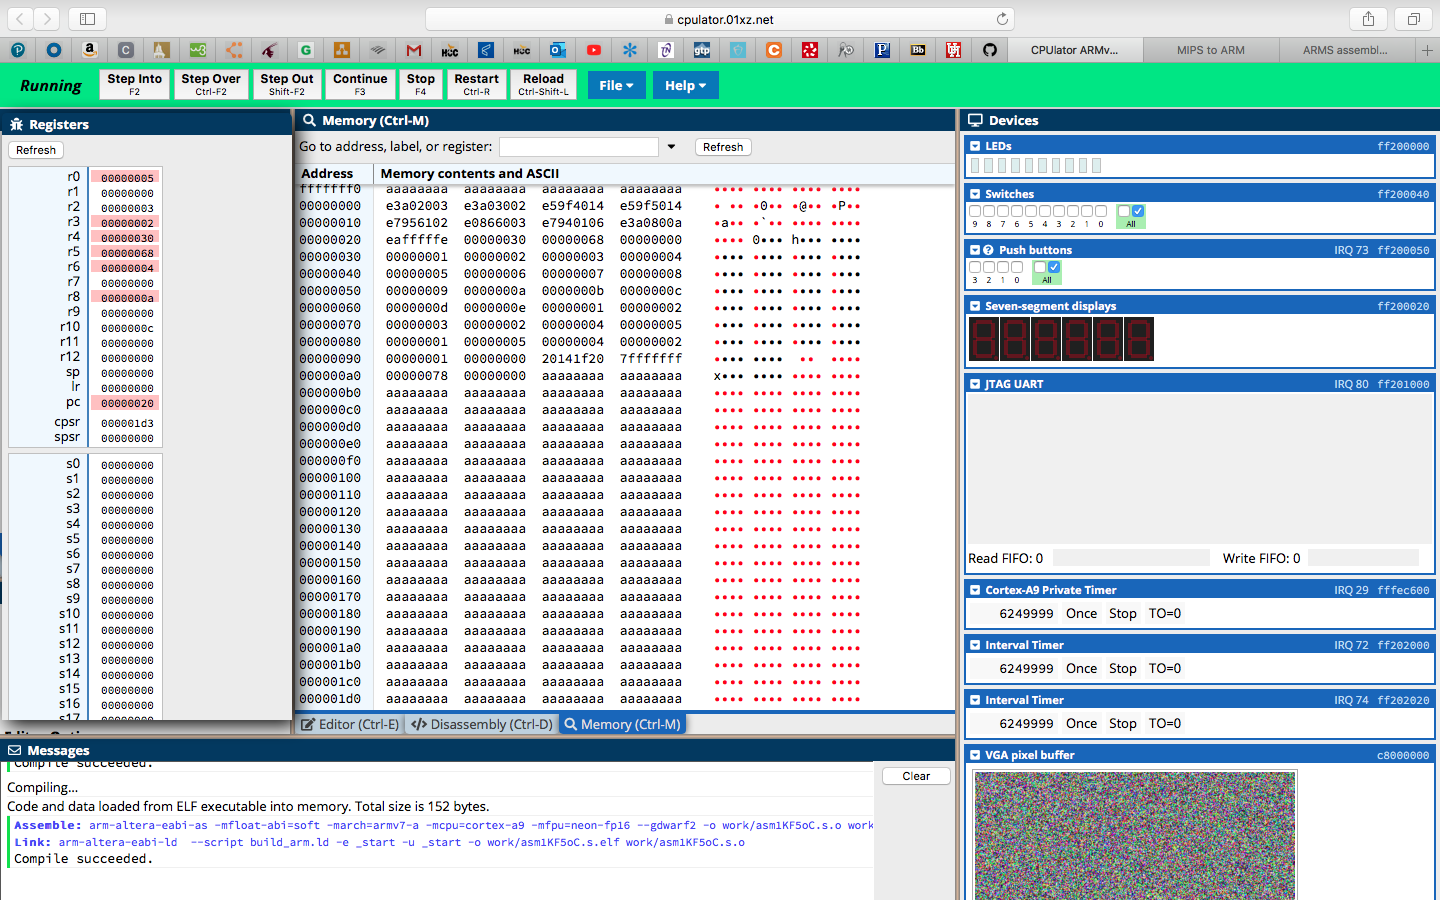 cpulator.01xz.net
CPUlator ARMv...
MIPS to ARM
ARMS assembl...
Running
Step Into
F2
Step Over
Ctrl-F2
Step Out
Shift-F2
Continue
F3
Stop
F4
Restart
Ctrl-R
Reload
Ctrl-Shift-L
File
Help
Registers
Refresh
r0 00000005
r1 00000000
r2 00000003
r3 00000002
r4 00000030
r5 00000068
r6 00000004
r7 00000000
r8 0000000a
r9 00000000
r10 0000000c
r11 00000000
r12 00000000
sp 00000000
lr 00000000
pc 00000020
cpsr 000001d3
spsr 00000000
s0 00000000
s1 00000000
s2 00000000
s3 00000000
s4 00000000
s5 00000000
s6 00000000
s7 00000000
s8 00000000
s9 00000000
s10 00000000
s11 00000000
s12 00000000
s13 00000000
s14 00000000
s15 00000000
s16 00000000
s17 00000000
Memory (Ctrl-M)
Go to address, label, or register:
Refresh
Address Memory contents and ASCII
fffffff0 aaaaaaaa aaaaaaaa aaaaaaaa aaaaaaaa
00000000 e3a02003 e3a03002 e59f4014 e59f5014 0 @ P
00000010 e7956102 e0866003 e7940106 e3a0800a a `
00000020 eafffffe 00000030 00000068 00000000 0 h
00000030 00000001 00000002 00000003 00000004
00000040 00000005 00000006 00000007 00000008
00000050 00000009 0000000a 0000000b 0000000c
00000060 0000000d 0000000e 00000001 00000002
00000070 00000003 00000002 00000004 00000005
00000080 00000001 00000005 00000004 00000002
00000090 00000001 00000000 20141f20 7fffffff
000000a0 00000078 00000000 aaaaaaaa aaaaaaaa x
000000b0 aaaaaaaa aaaaaaaa aaaaaaaa aaaaaaaa
000000c0 aaaaaaaa aaaaaaaa aaaaaaaa aaaaaaaa
000000d0 aaaaaaaa aaaaaaaa aaaaaaaa aaaaaaaa
000000e0 aaaaaaaa aaaaaaaa aaaaaaaa aaaaaaaa
000000f0 aaaaaaaa aaaaaaaa aaaaaaaa aaaaaaaa
00000100 aaaaaaaa aaaaaaaa aaaaaaaa aaaaaaaa
00000110 aaaaaaaa aaaaaaaa aaaaaaaa aaaaaaaa
00000120 aaaaaaaa aaaaaaaa aaaaaaaa aaaaaaaa
00000130 aaaaaaaa aaaaaaaa aaaaaaaa aaaaaaaa
00000140 aaaaaaaa aaaaaaaa aaaaaaaa aaaaaaaa
00000150 aaaaaaaa aaaaaaaa aaaaaaaa aaaaaaaa
00000160 aaaaaaaa aaaaaaaa aaaaaaaa aaaaaaaa
00000170 aaaaaaaa aaaaaaaa aaaaaaaa aaaaaaaa
00000180 aaaaaaaa aaaaaaaa aaaaaaaa aaaaaaaa
00000190 aaaaaaaa aaaaaaaa aaaaaaaa aaaaaaaa
000001a0 aaaaaaaa aaaaaaaa aaaaaaaa aaaaaaaa
000001b0 aaaaaaaa aaaaaaaa aaaaaaaa aaaaaaaa
000001c0 aaaaaaaa aaaaaaaa aaaaaaaa aaaaaaaa
000001d0 aaaaaaaa aaaaaaaa aaaaaaaa aaaaaaaa
Editor (Ctrl-E) Disassembly (Ctrl-D) Memory (Ctrl-M)
Messages
Compile succeeded.
Clear
Compiling...
Code and data loaded from ELF executable into memory. Total size is 152 bytes.
Assemble: arm-altera-eabi-as -mfloat-abi=soft -march=armv7-a -mcpu=cortex-a9 -mfpu=neon-fp16 --gdwarf2 -o work/asm1KF5oC.s.o work
Link: arm-altera-eabi-ld --script build_arm.ld -e _start -u _start -o work/asm1KF5oC.s.elf work/asm1KF5oC.s.o
Compile succeeded.
Devices
LEDs ff200000
Switches ff200040
9 8 7 6 5 4 3 2 1 0 All
Push buttons IRQ 73 ff200050
3 2 1 0 All
Seven-segment displays ff200020
JTAG UART IRQ 80 ff201000
Read FIFO: 0 Write FIFO: 0
Cortex-A9 Private Timer IRQ 29 fffec600
6249999 Once Stop TO=0
Interval Timer IRQ 72 ff202000
6249999 Once Stop TO=0
Interval Timer IRQ 74 ff202020
6249999 Once Stop TO=0
VGA pixel buffer c8000000